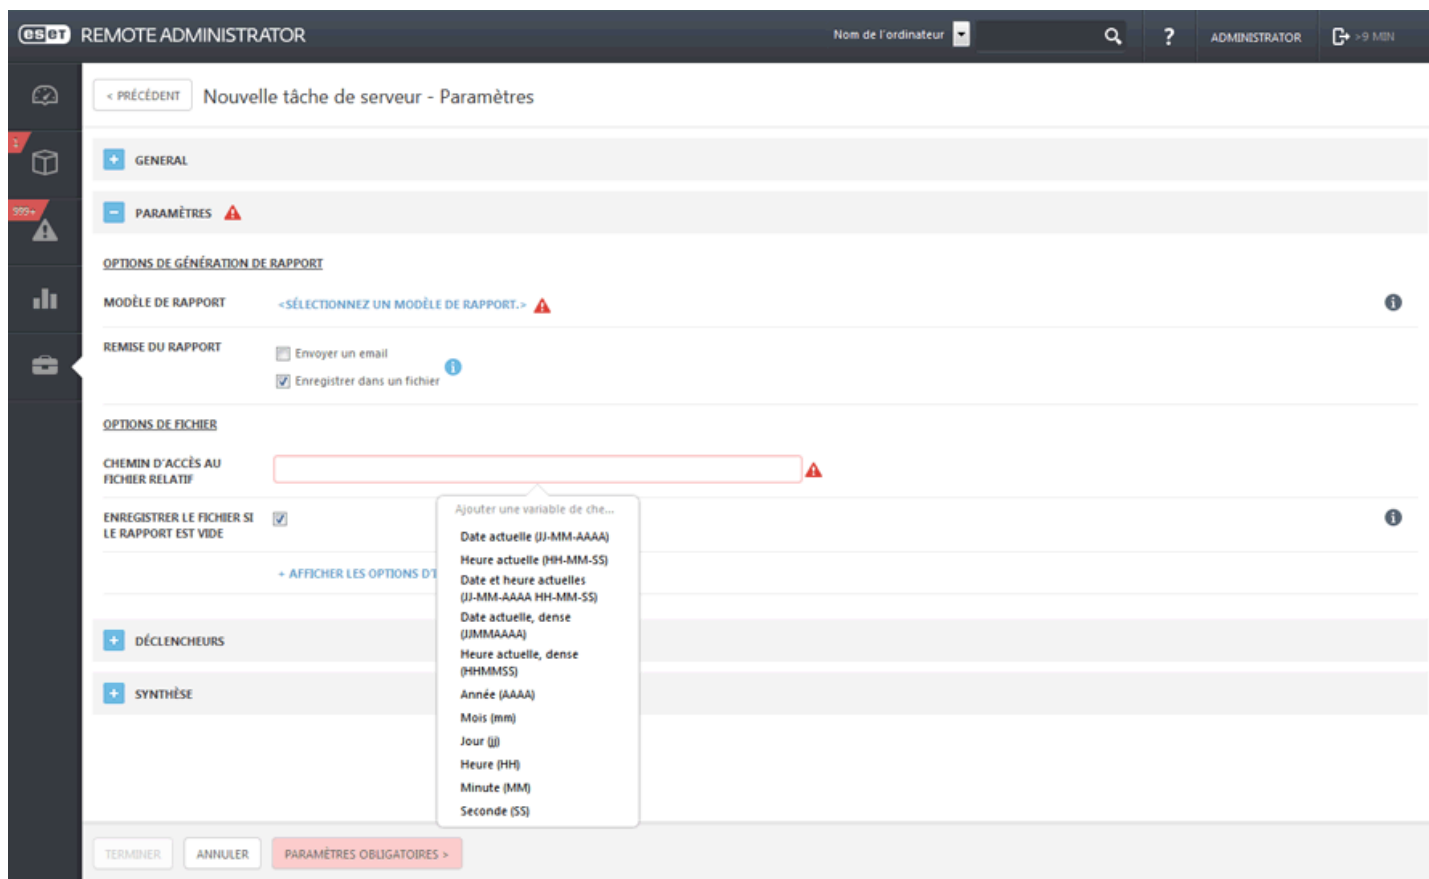 eset REMOTE ADMINISTRATOR
Nom de l'ordinateur
?
ADMINISTRATOR
>9 MIN
< PRÉCÉDENT
Nouvelle tâche de serveur - Paramètres
1
GENERAL
999+
PARAMÈTRES
OPTIONS DE GÉNÉRATION DE RAPPORT
MODÈLE DE RAPPORT
<SÉLECTIONNEZ UN MODÈLE DE RAPPORT.>
REMISE DU RAPPORT
Envoyer un email
Enregistrer dans un fichier
OPTIONS DE FICHIER
CHEMIN D'ACCÈS AU
FICHIER RELATIF
ENREGISTRER LE FICHIER SI
LE RAPPORT EST VIDE
+ AFFICHER LES OPTIONS
Ajouter une variable de che...
Date actuelle (JJ-MM-AAAA)
Heure actuelle (HH-MM-SS)
Date et heure actuelles
(JJ-MM-AAAA HH-MM-SS)
Date actuelle, dense
(JJMMAAAA)
Heure actuelle, dense
(HHMMSS)
Année (AAAA)
Mois (mm)
Jour (jj)
Heure (HH)
Minute (MM)
Seconde (SS)
DÉCLENCHEURS
SYNTHÈSE
TERMINER
ANNULER
PARAMÈTRES OBLIGATOIRES >